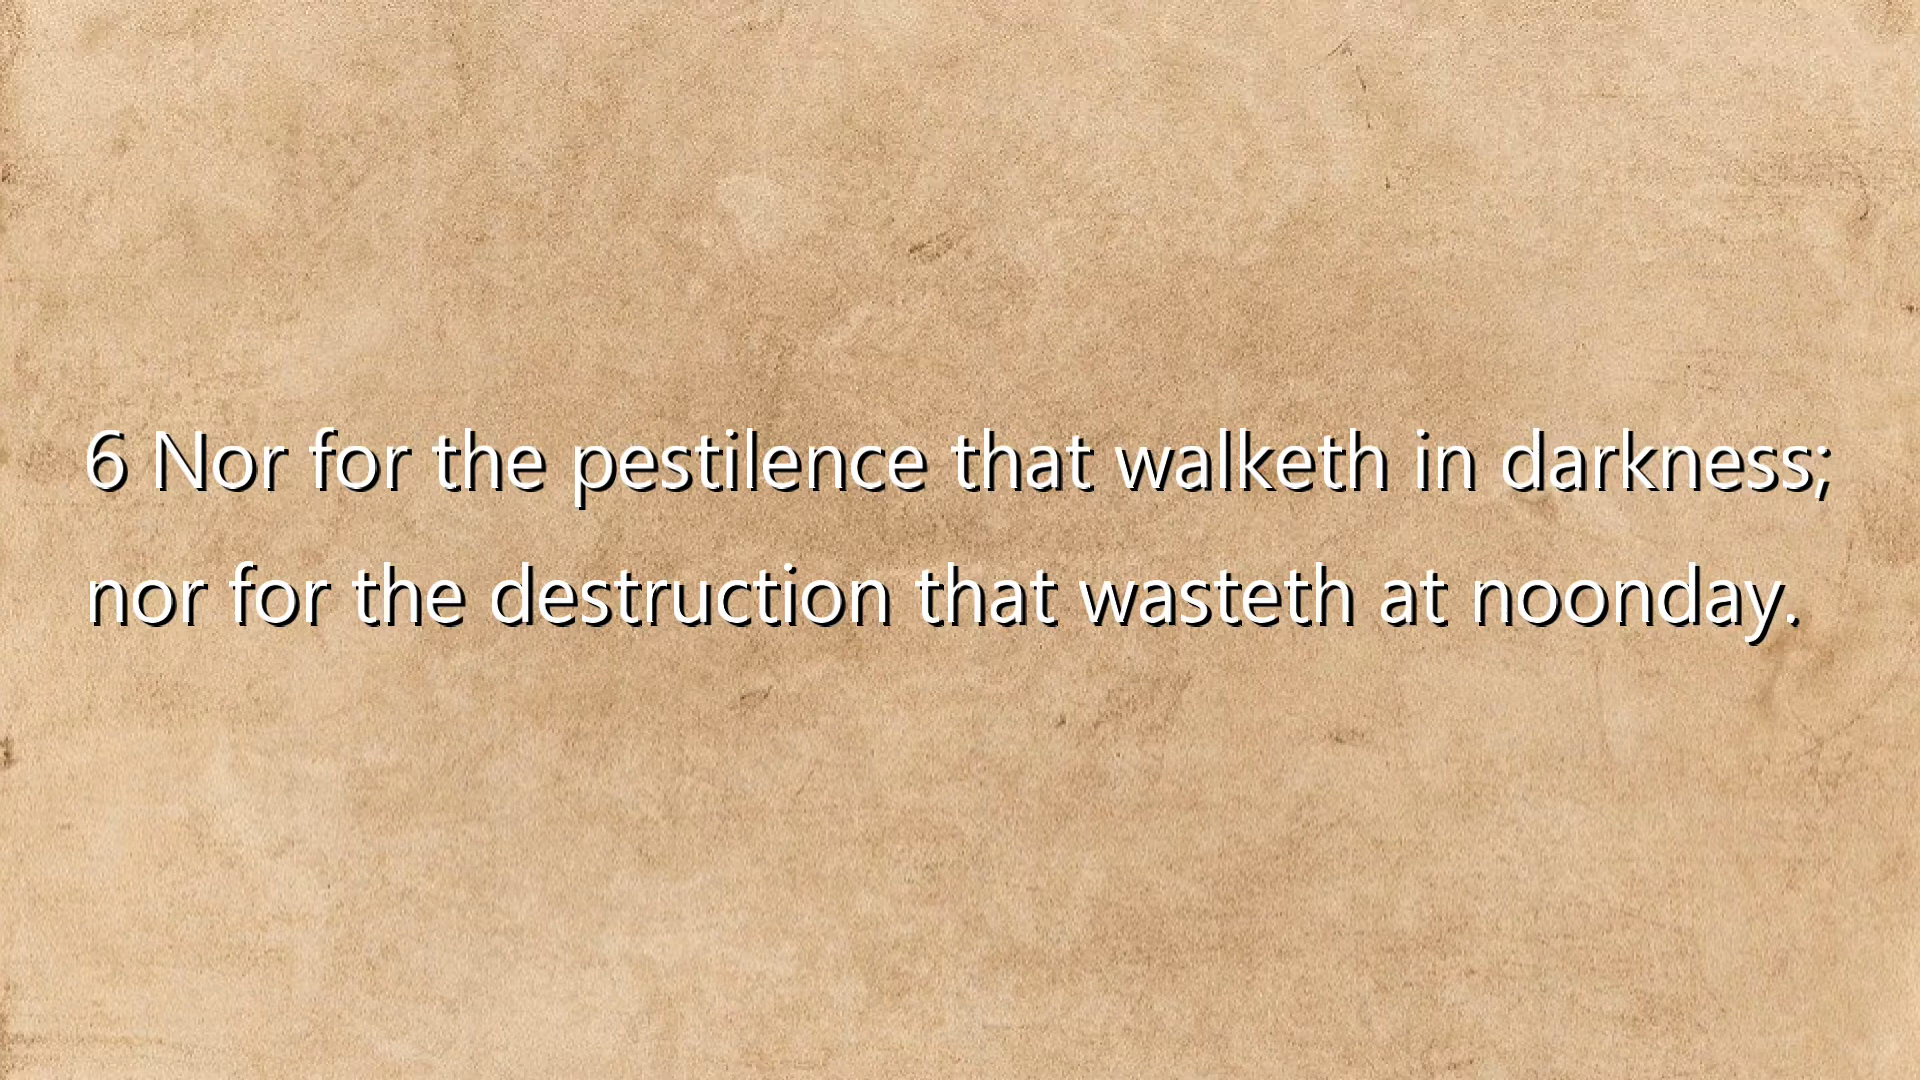 6 Nor for the pestilence that walketh in darkness;
nor for the destruction that wasteth at noonday.